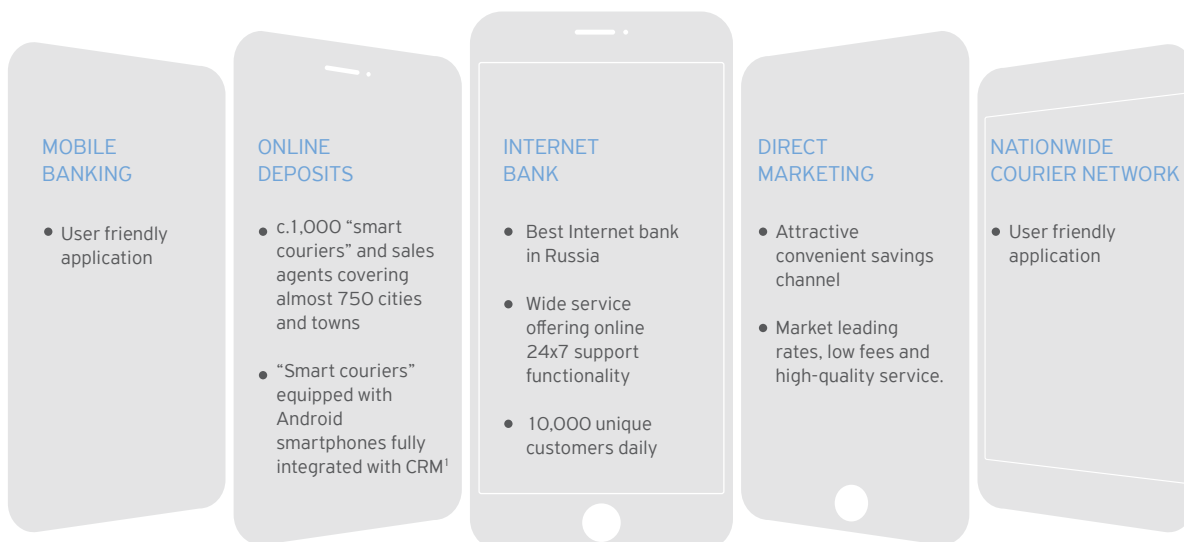 MOBILE
BANKING
• User friendly
application
ONLINE
DEPOSITS
• c.1,000 “smart
couriers” and sales
agents covering
almost 750 cities
and towns
• “Smart couriers”
equipped with
Android
smartphones fully
integrated with CRM¹
INTERNET
BANK
• Best Internet bank
in Russia
• Wide service
offering online
24x7 support
functionality
• 10,000 unique
customers daily
DIRECT
MARKETING
• Attractive
convenient savings
channel
• Market leading
rates, low fees and
high-quality service.
NATIONWIDE
COURIER NETWORK
• User friendly
application